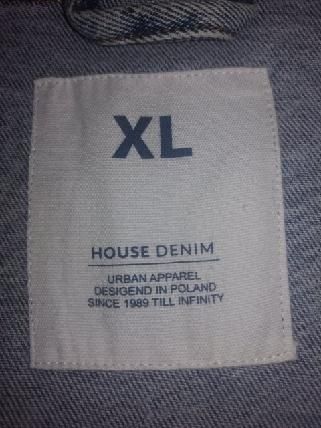 XL
HOUSE DENIM
URBAN APPAREL
DESIGEND IN POLAND
SINCE 1989 TILL INFINITY